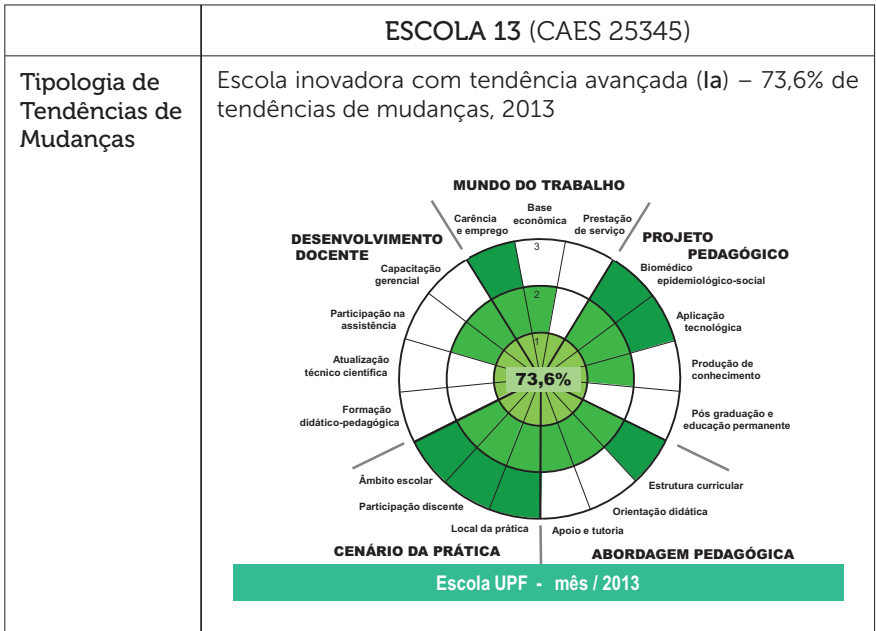 ESCOLA 13 (CAES 25345)
Tipologia de
Tendências de
Mudanças
Escola inovadora com tendência avançada (Ia) – 73,6% de
tendências de mudanças, 2013
MUNDO DO TRABALHO
Carência
e emprego
Base
econômica
Prestação
de serviço
DESENVOLVIMENTO
DOCENTE
PROJETO
PEDAGÓGICO
Capacitação
gerencial
Participação na
assistência
Atualização
técnico científica
Formação
didático-pedagógica
Biomédico
epidemiológico-social
Aplicação
tecnológica
Produção de
conhecimento
Pós graduação e
educação permanente
3
2
1
73,6%
Âmbito escolar
Participação discente
Local da prática
Estrutura curricular
Orientação didática
Apoio e tutoria
CENÁRIO DA PRÁTICA
ABORDAGEM PEDAGÓGICA
Escola UPF - mês / 2013